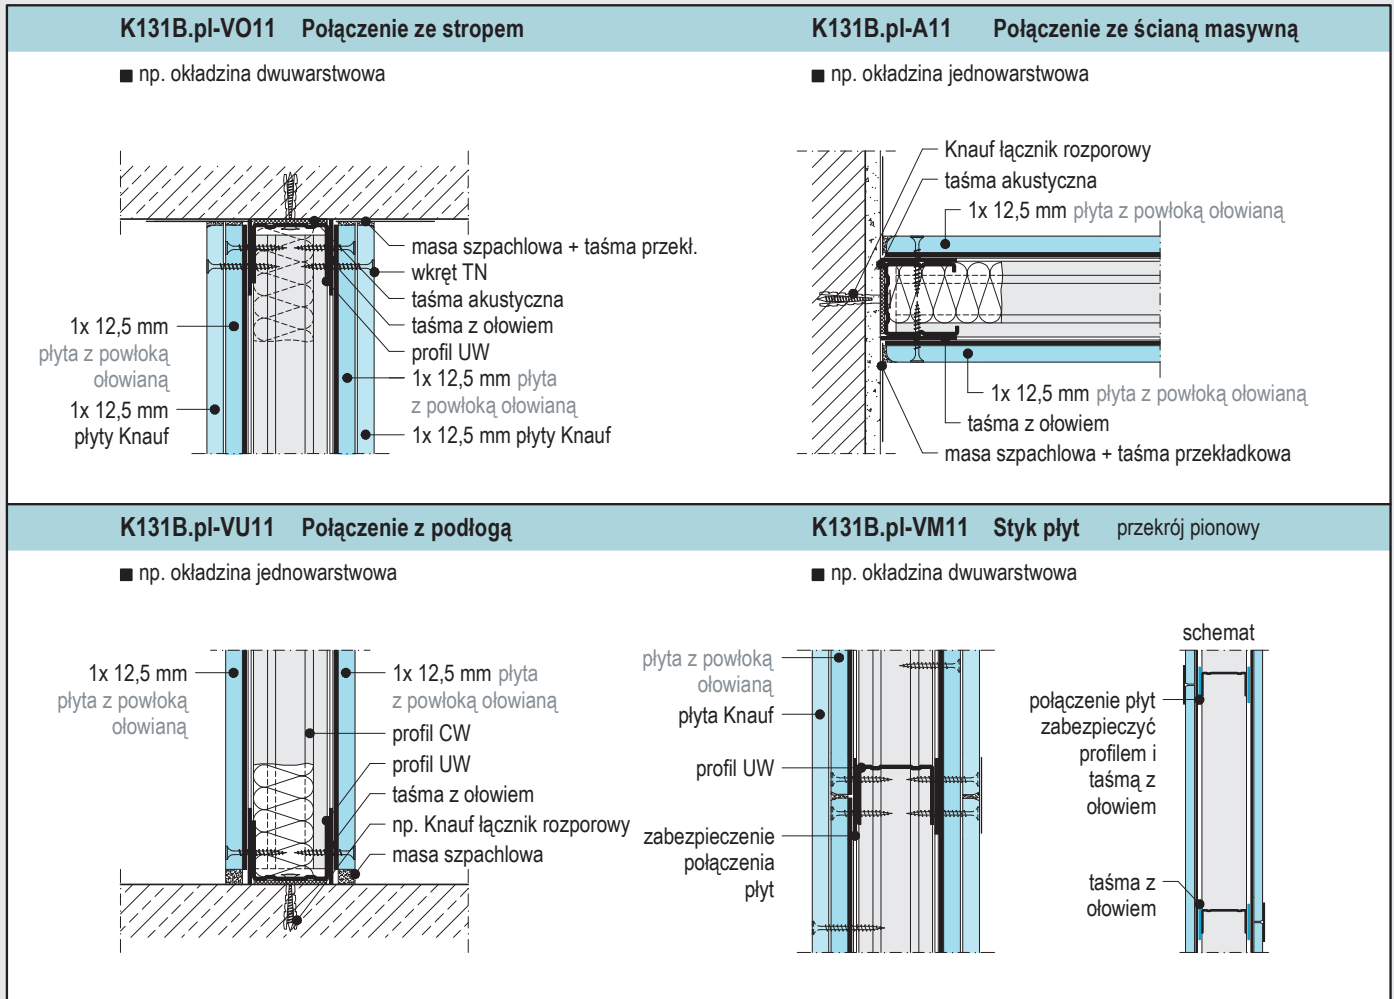 K131B.pl-VO11 Połączenie ze stropem
■ np. okładzina dwuwarstwowa
masa szpachlowa + taśma przekł.
wkręt TN
taśma akustyczna
taśma z ołowiem
profil UW
1x 12,5 mm płyta
z powłoką ołowianą
1x 12,5 mm płyty Knauf
1x 12,5 mm
płyta z powłoką
ołowianą
1x 12,5 mm
płyty Knauf
K131B.pl-A11 Połączenie ze ścianą masywną
■ np. okładzina jednowarstwowa
Knauf łącznik rozporowy
taśma akustyczna
1x 12,5 mm płyta z powłoką ołowianą
1x 12,5 mm płyta z powłoką ołowianą
taśma z ołowiem
masa szpachlowa + taśma przekładkowa
K131B.pl-VU11 Połączenie z podłogą
■ np. okładzina jednowarstwowa
1x 12,5 mm
płyta z powłoką
ołowianą
1x 12,5 mm płyta
z powłoką ołowianą
profil CW
profil UW
taśma z ołowiem
np. Knauf łącznik rozporowy
masa szpachlowa
K131B.pl-VM11 Styk płyt przekrój pionowy
■ np. okładzina dwuwarstwowa
płyta z powłoką
ołowianą
płyta Knauf
profil UW
zabezpieczenie
połączenia
płyt
schemat
połączenie płyt
zabezpieczyć
profilem i
taśmą z
ołowiem
taśma z
ołowiem